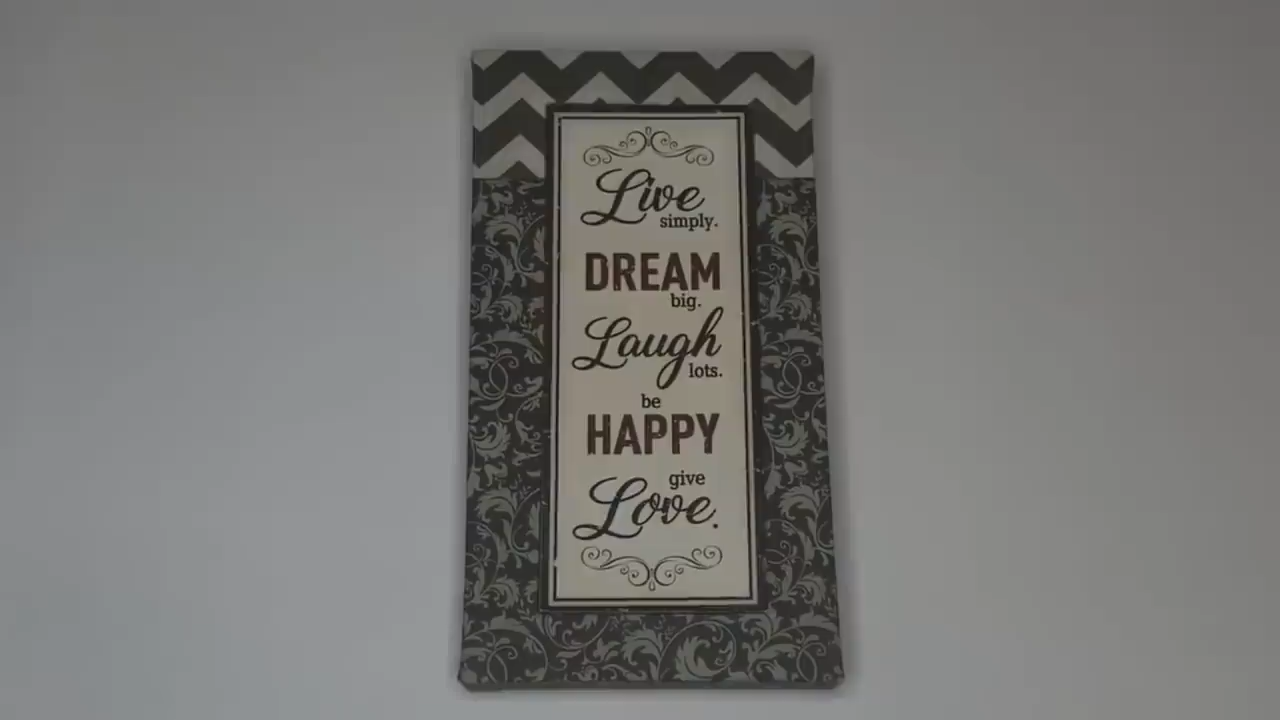 Live
simply.
DREAM
big.
Laugh
lots.
be
HAPPY
give
Love.